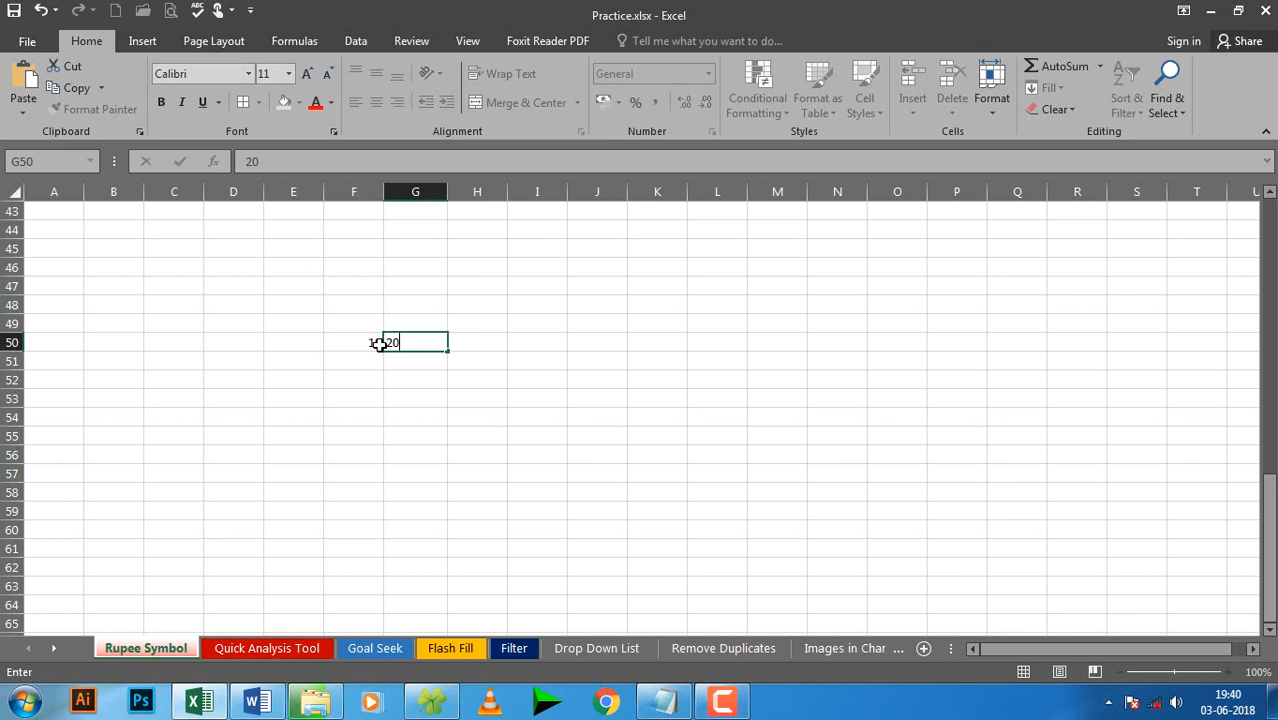 Practice.xlsx - Excel
File Home Insert Page Layout Formulas Data Review View Foxit Reader PDF Tell me what you want to do... Sign in Share
Paste Cut Copy Format Painter Clipboard
Calibri 11 B I U A Font
Wrap Text Merge & Center Alignment
General % , Number
Conditional Formatting Format as Table Cell Styles Styles
Insert Delete Format Cells
AutoSum Fill Clear Sort & Filter Find & Select Editing
G50 fx 20
A B C D E F G H I J K L M N O P Q R S T U
43
44
45
46
47
48
49
50 20
51
52
53
54
55
56
57
58
59
60
61
62
63
64
65
Rupee Symbol Quick Analysis Tool Goal Seek Flash Fill Filter Drop Down List Remove Duplicates Images in Char ...
Enter 100%
Ai Ps 19:40
03-06-2018